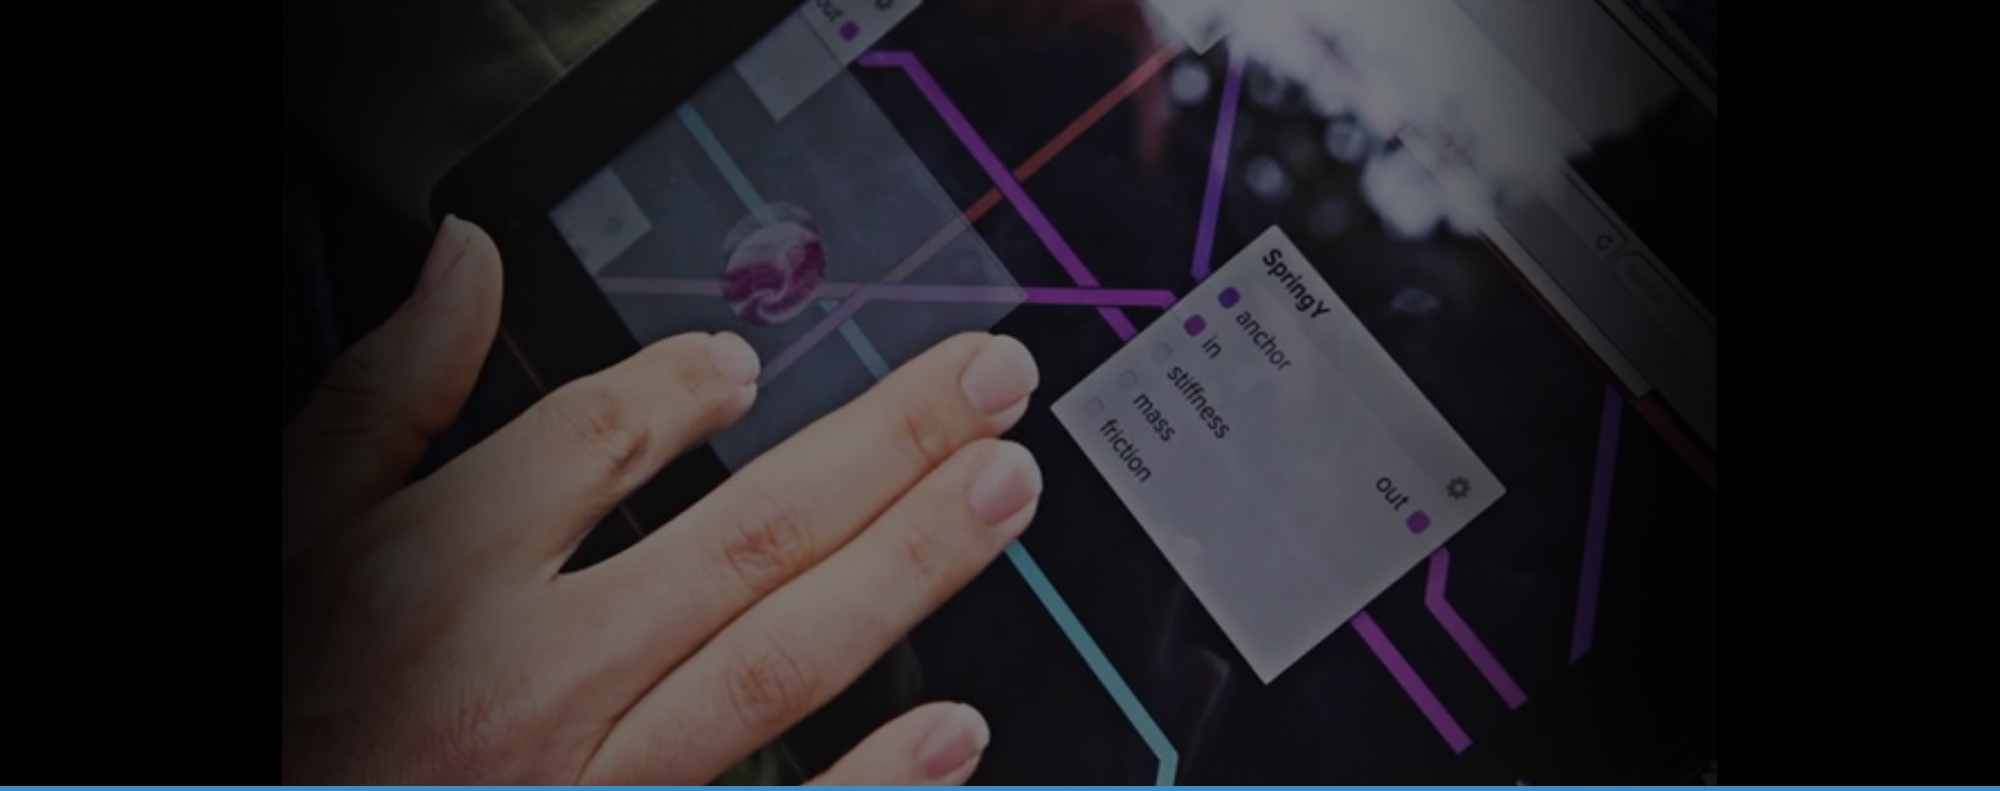 out
SpringY
anchor
in
stiffness
mass
friction
out